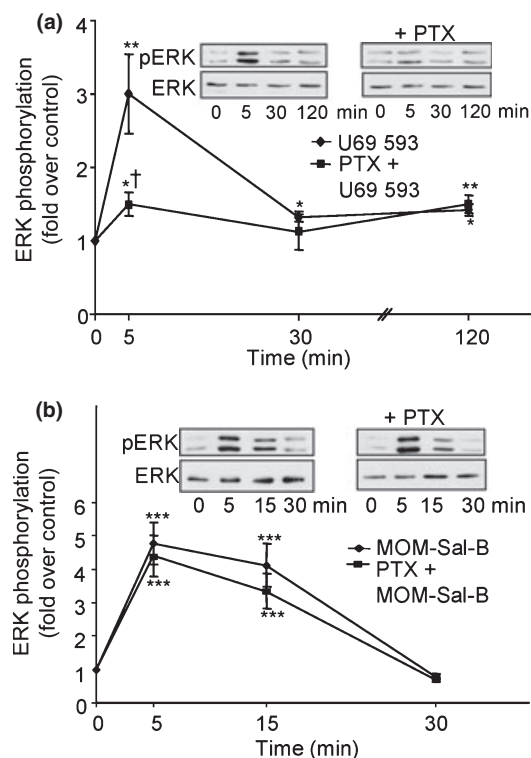 (a)
+ PTX
pERK
ERK
0 5 30 120 min
0 5 30 120 min
U69 593
PTX +
U69 593
ERK phosphorylation
(fold over control)
4
3
2
1
0
**
*†
*
**
*
0 5 30 120
Time (min)
(b)
+ PTX
pERK
ERK
0 5 15 30 min
0 5 15 30 min
MOM-Sal-B
PTX +
MOM-Sal-B
ERK phosphorylation
(fold over control)
6
5
4
3
2
1
0
***
***
***
***
0 5 15 30
Time (min)